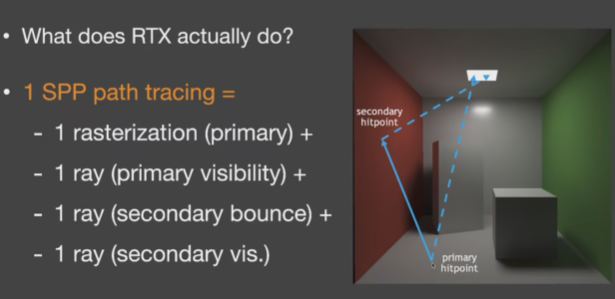 • What does RTX actually do?
• 1 SPP path tracing =
- 1 rasterization (primary) +
- 1 ray (primary visibility) +
- 1 ray (secondary bounce) +
- 1 ray (secondary vis.)
secondary
hitpoint
primary
hitpoint